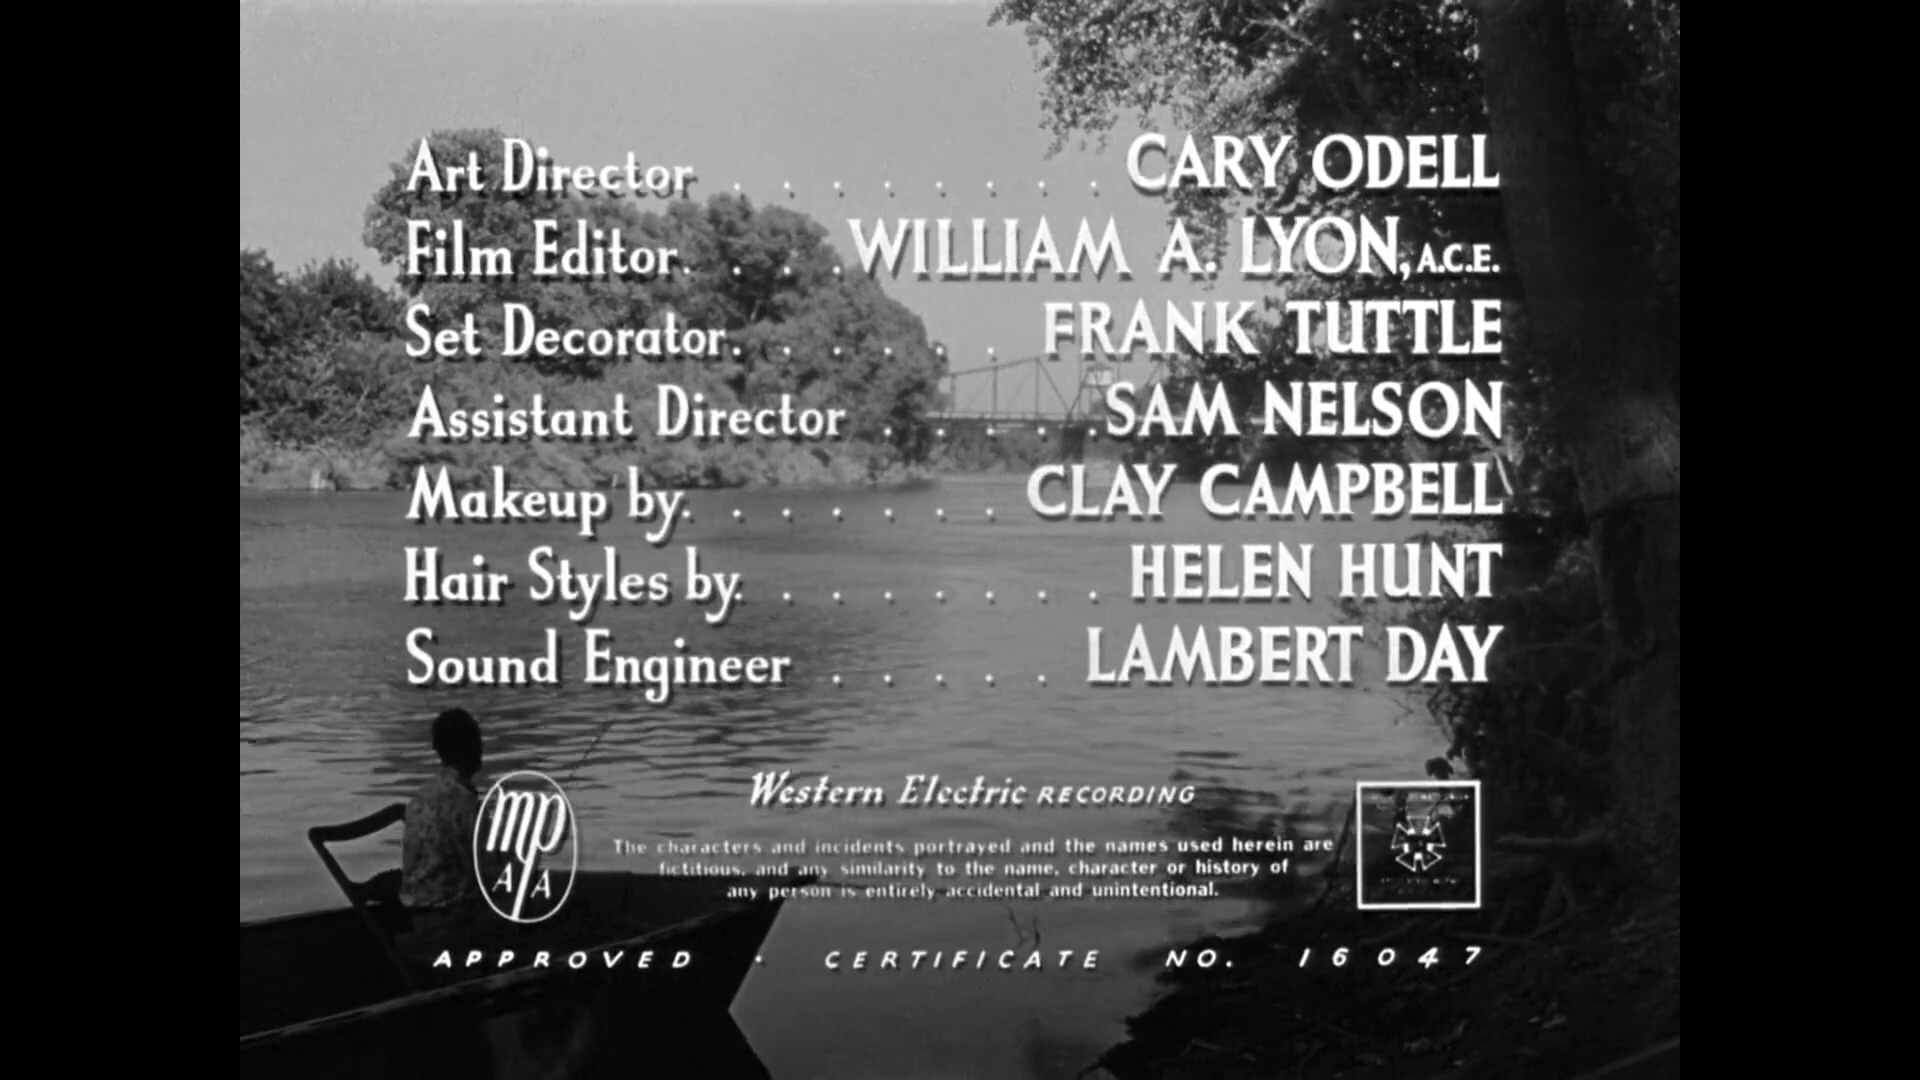 Art Director . . . . . . . . CARY ODELL
Film Editor. . . . WILLIAM A. LYON, A.C.E.
Set Decorator. . . . . . FRANK TUTTLE
Assistant Director . . . . . SAM NELSON
Makeup by. . . . . . . CLAY CAMPBELL
Hair Styles by. . . . . . . . HELEN HUNT
Sound Engineer . . . . . LAMBERT DAY
Western Electric RECORDING
MPAA
The characters and incidents portrayed and the names used herein are
fictitious, and any similarity to the name, character or history of
any person is entirely accidental and unintentional.
APPROVED · CERTIFICATE NO. 16047